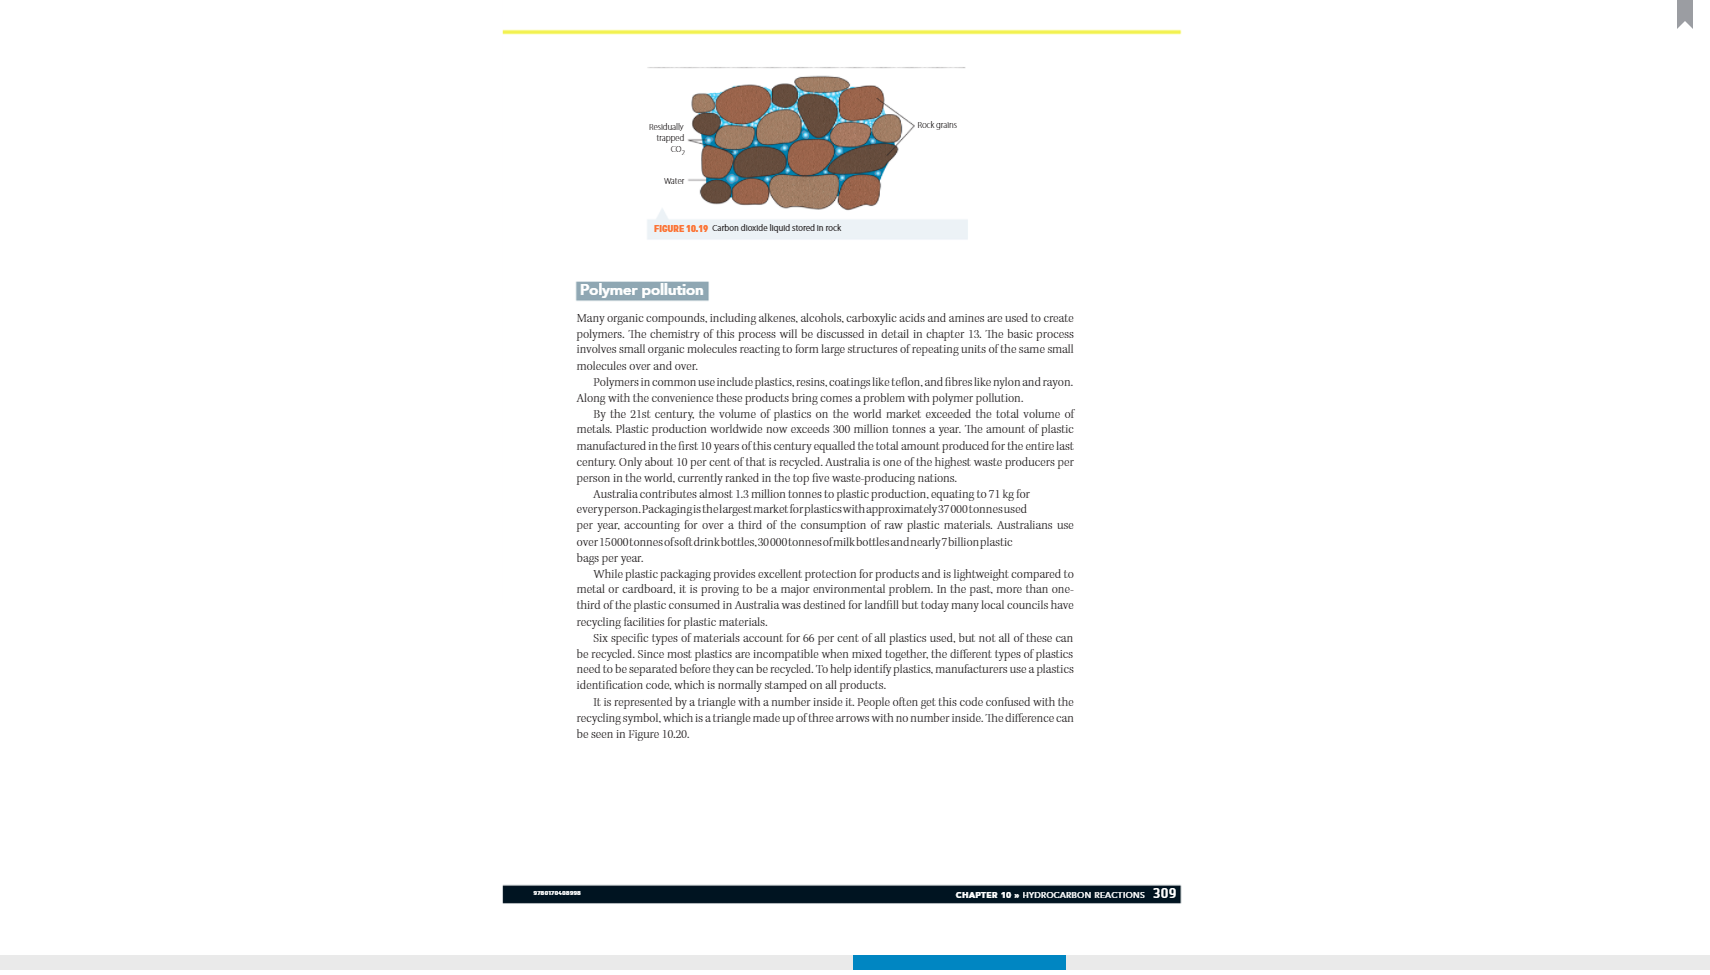 Residually
trapped
CO2
Water
Rock grains
FIGURE 10.19 Carbon dioxide liquid stored in rock
Polymer pollution
Many organic compounds, including alkenes, alcohols, carboxylic acids and amines are used to create
polymers. The chemistry of this process will be discussed in detail in chapter 13. The basic process
involves small organic molecules reacting to form large structures of repeating units of the same small
molecules over and over.
Polymers in common use include plastics, resins, coatings like teflon, and fibres like nylon and rayon.
Along with the convenience these products bring comes a problem with polymer pollution.
By the 21st century, the volume of plastics on the world market exceeded the total volume of
metals. Plastic production worldwide now exceeds 300 million tonnes a year. The amount of plastic
manufactured in the first 10 years of this century equalled the total amount produced for the entire last
century. Only about 10 per cent of that is recycled. Australia is one of the highest waste producers per
person in the world, currently ranked in the top five waste-producing nations.
Australia contributes almost 1.3 million tonnes to plastic production, equating to 71 kg for
every person. Packaging is the largest market for plastics with approximately 37 000 tonnes used
per year, accounting for over a third of the consumption of raw plastic materials. Australians use
over 15 000 tonnes of soft drink bottles, 30 000 tonnes of milk bottles and nearly 7 billion plastic
bags per year.
While plastic packaging provides excellent protection for products and is lightweight compared to
metal or cardboard, it is proving to be a major environmental problem. In the past, more than one-
third of the plastic consumed in Australia was destined for landfill but today many local councils have
recycling facilities for plastic materials.
Six specific types of materials account for 66 per cent of all plastics used, but not all of these can
be recycled. Since most plastics are incompatible when mixed together, the different types of plastics
need to be separated before they can be recycled. To help identify plastics, manufacturers use a plastics
identification code, which is normally stamped on all products.
It is represented by a triangle with a number inside it. People often get this code confused with the
recycling symbol, which is a triangle made up of three arrows with no number inside. The difference can
be seen in Figure 10.20.
9780170408998
CHAPTER 10 » HYDROCARBON REACTIONS 309